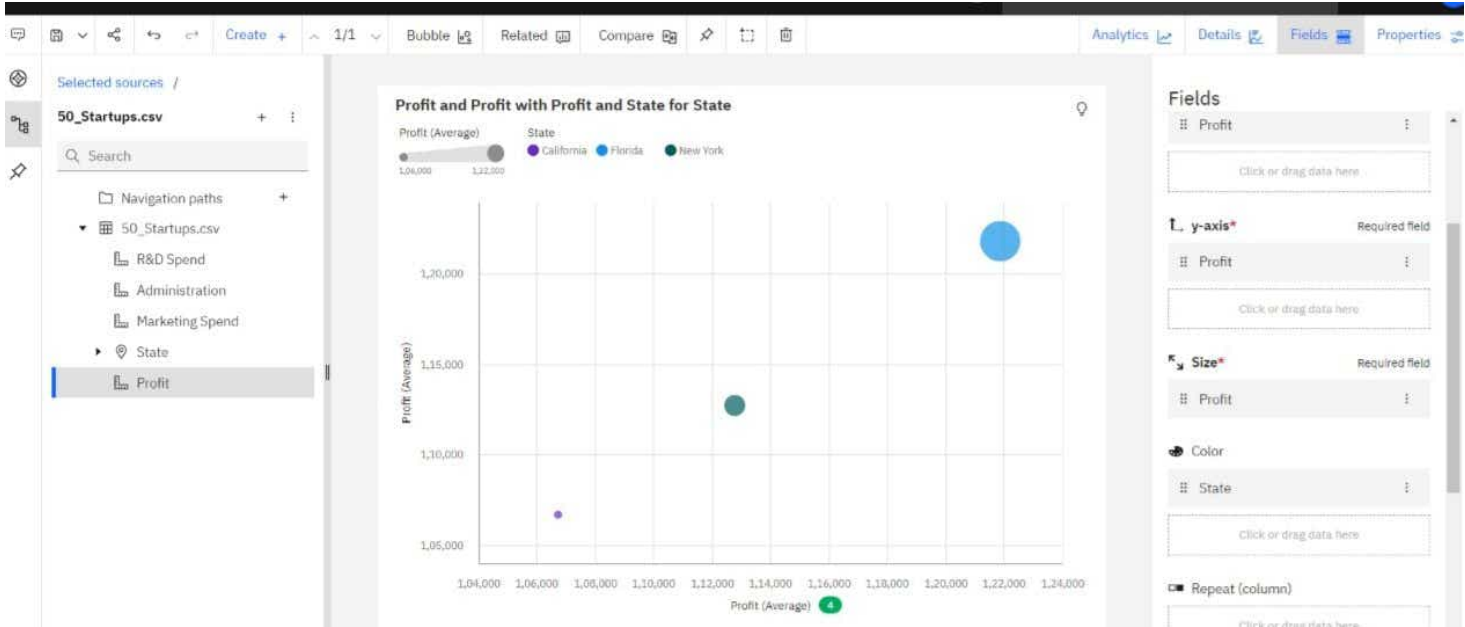 Create + 1/1 Bubble Related Compare Analytics Details Fields Properties
Selected sources /
50_Startups.csv + 
Search
Navigation paths +
50_Startups.csv
R&D Spend
Administration
Marketing Spend
State
Profit
Profit and Profit with Profit and State for State
Profit (Average) State
California Florida New York
1,06,000 1,22,000
1,20,000
1,15,000
1,10,000
1,05,000
Profit (Average)
1,04,000 1,06,000 1,08,000 1,10,000 1,12,000 1,14,000 1,16,000 1,18,000 1,20,000 1,22,000 1,24,000
Profit (Average) 4
Fields
Profit
Click or drag data here
y-axis* Required field
Profit
Click or drag data here
Size* Required field
Profit
Color
State
Click or drag data here
Repeat (column)
Click or drag data here